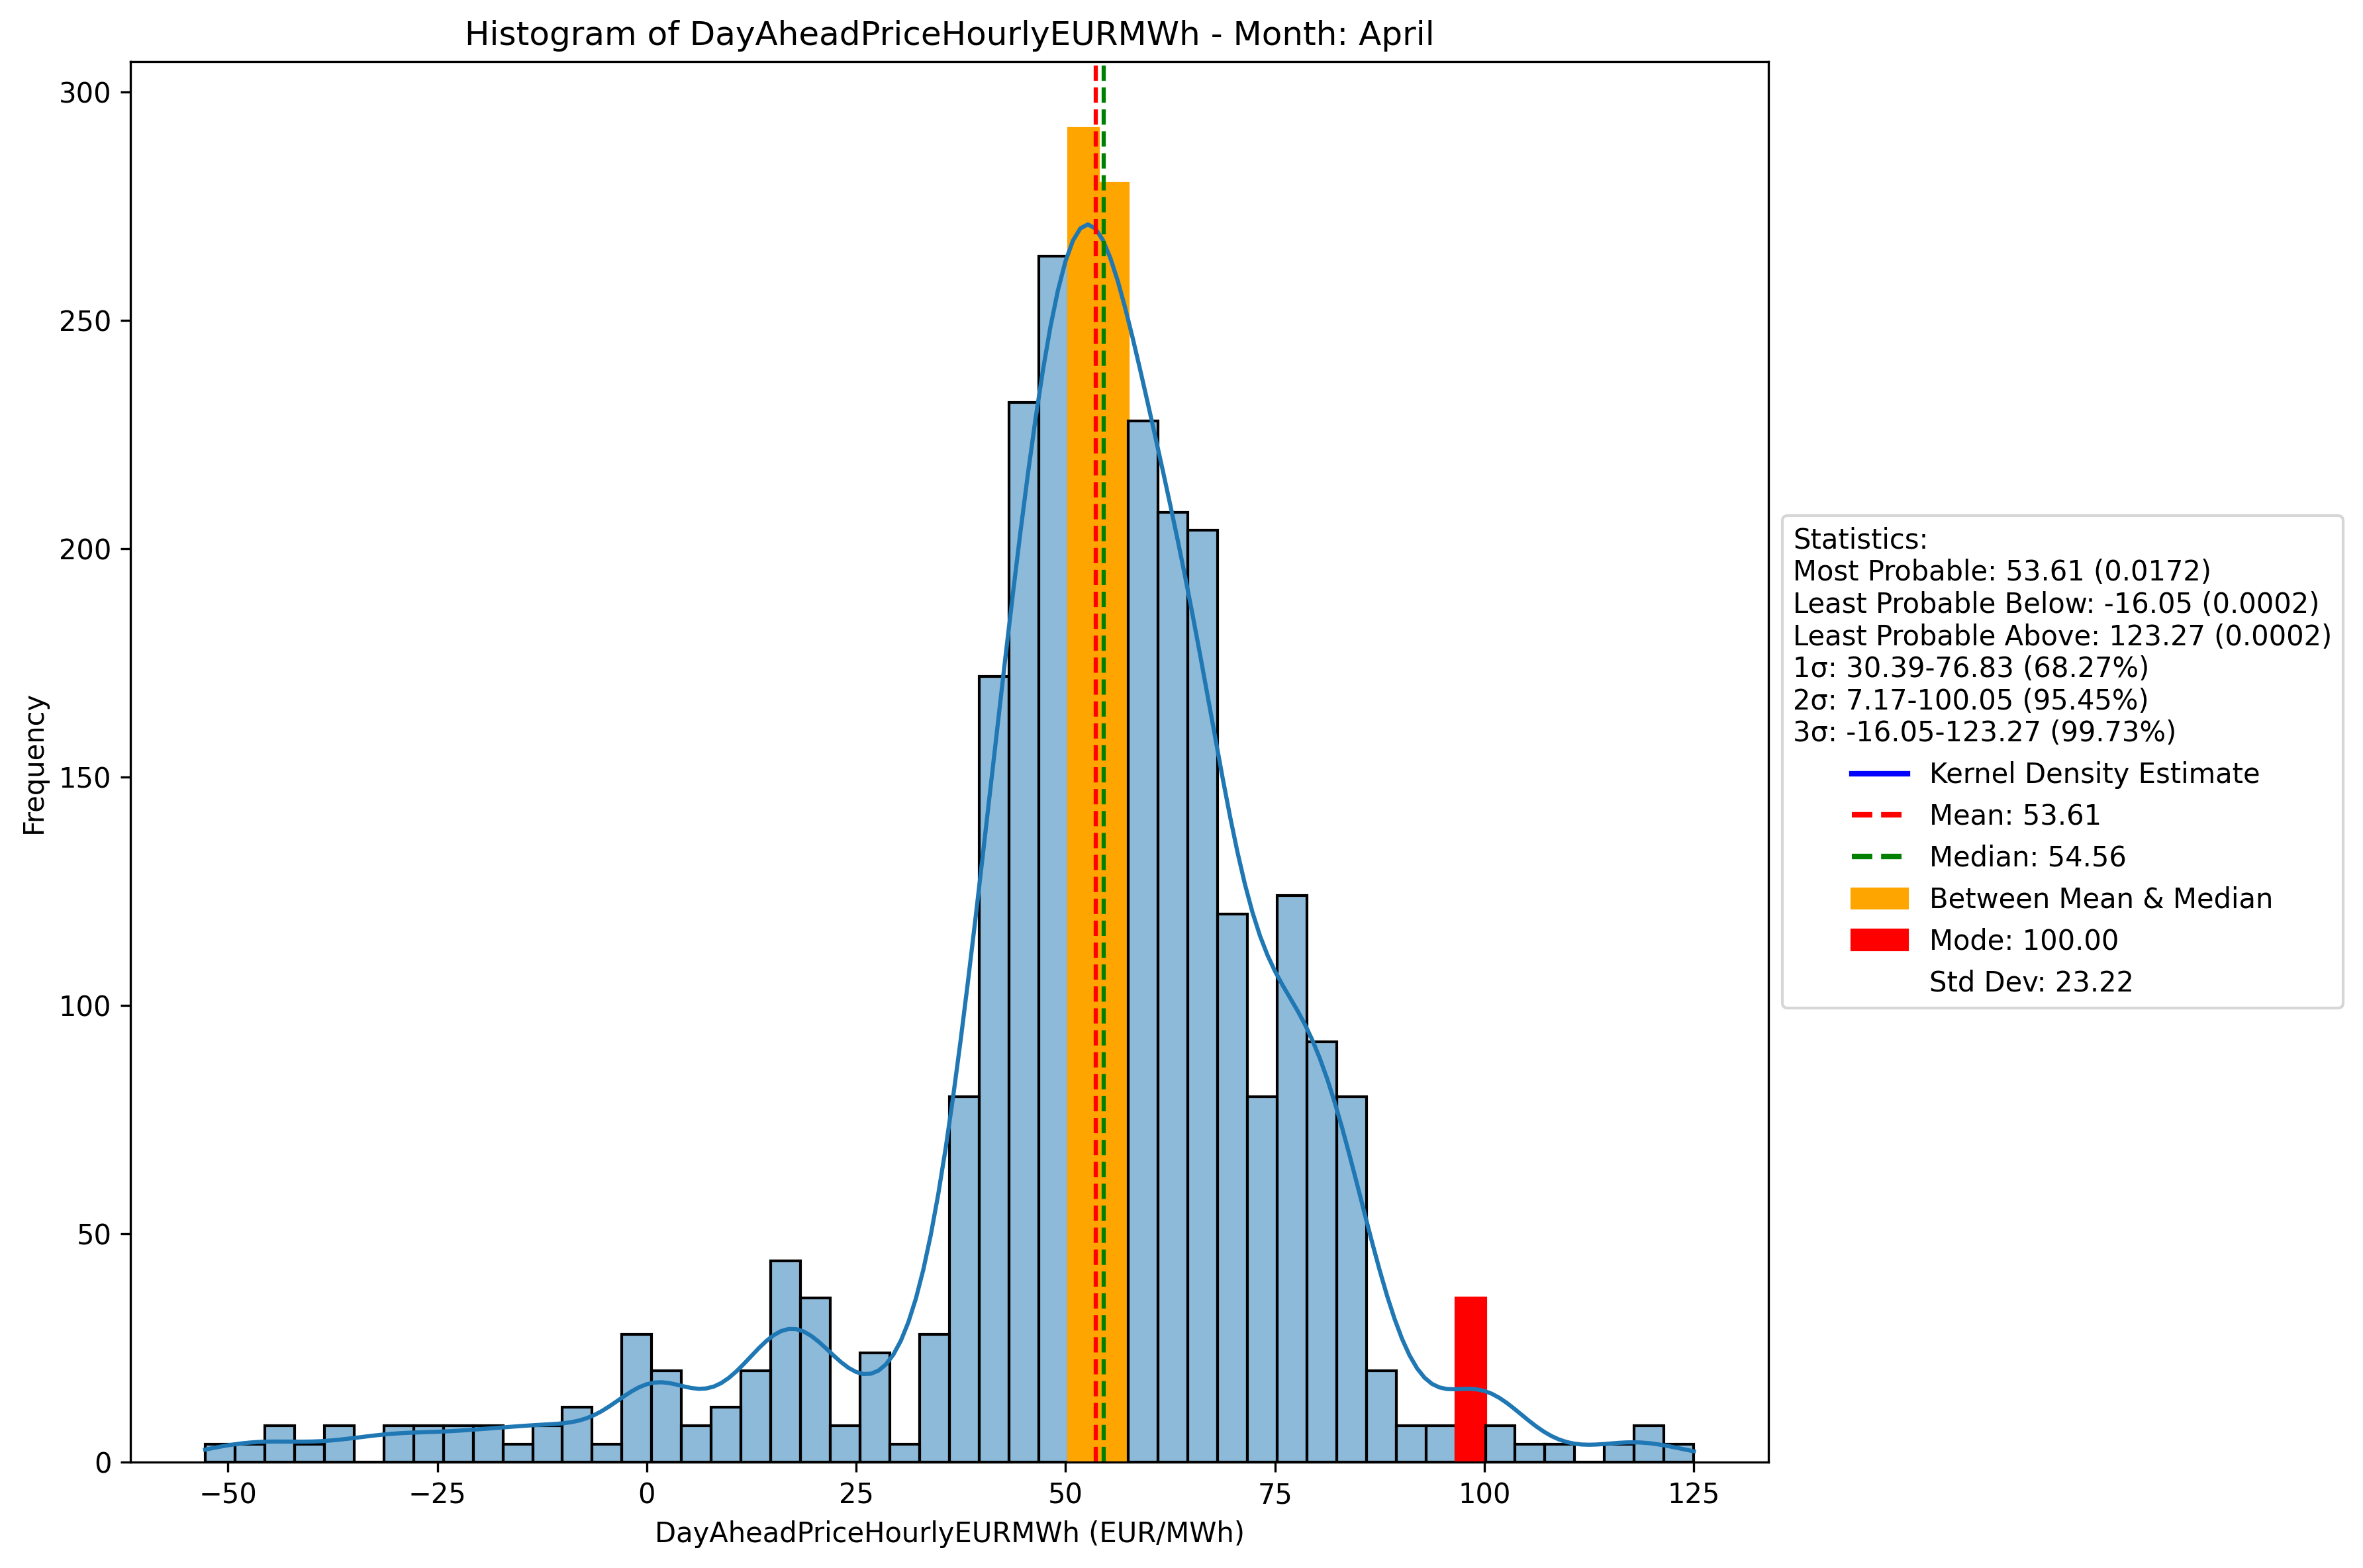 Histogram of DayAheadPriceHourlyEURMWh - Month: April
300
250
200
150
100
50
0
Frequency
−50
−25
0
25
50
75
100
125
DayAheadPriceHourlyEURMWh (EUR/MWh)
Statistics:
Most Probable: 53.61 (0.0172)
Least Probable Below: -16.05 (0.0002)
Least Probable Above: 123.27 (0.0002)
1σ: 30.39-76.83 (68.27%)
2σ: 7.17-100.05 (95.45%)
3σ: -16.05-123.27 (99.73%)
Kernel Density Estimate
Mean: 53.61
Median: 54.56
Between Mean & Median
Mode: 100.00
Std Dev: 23.22